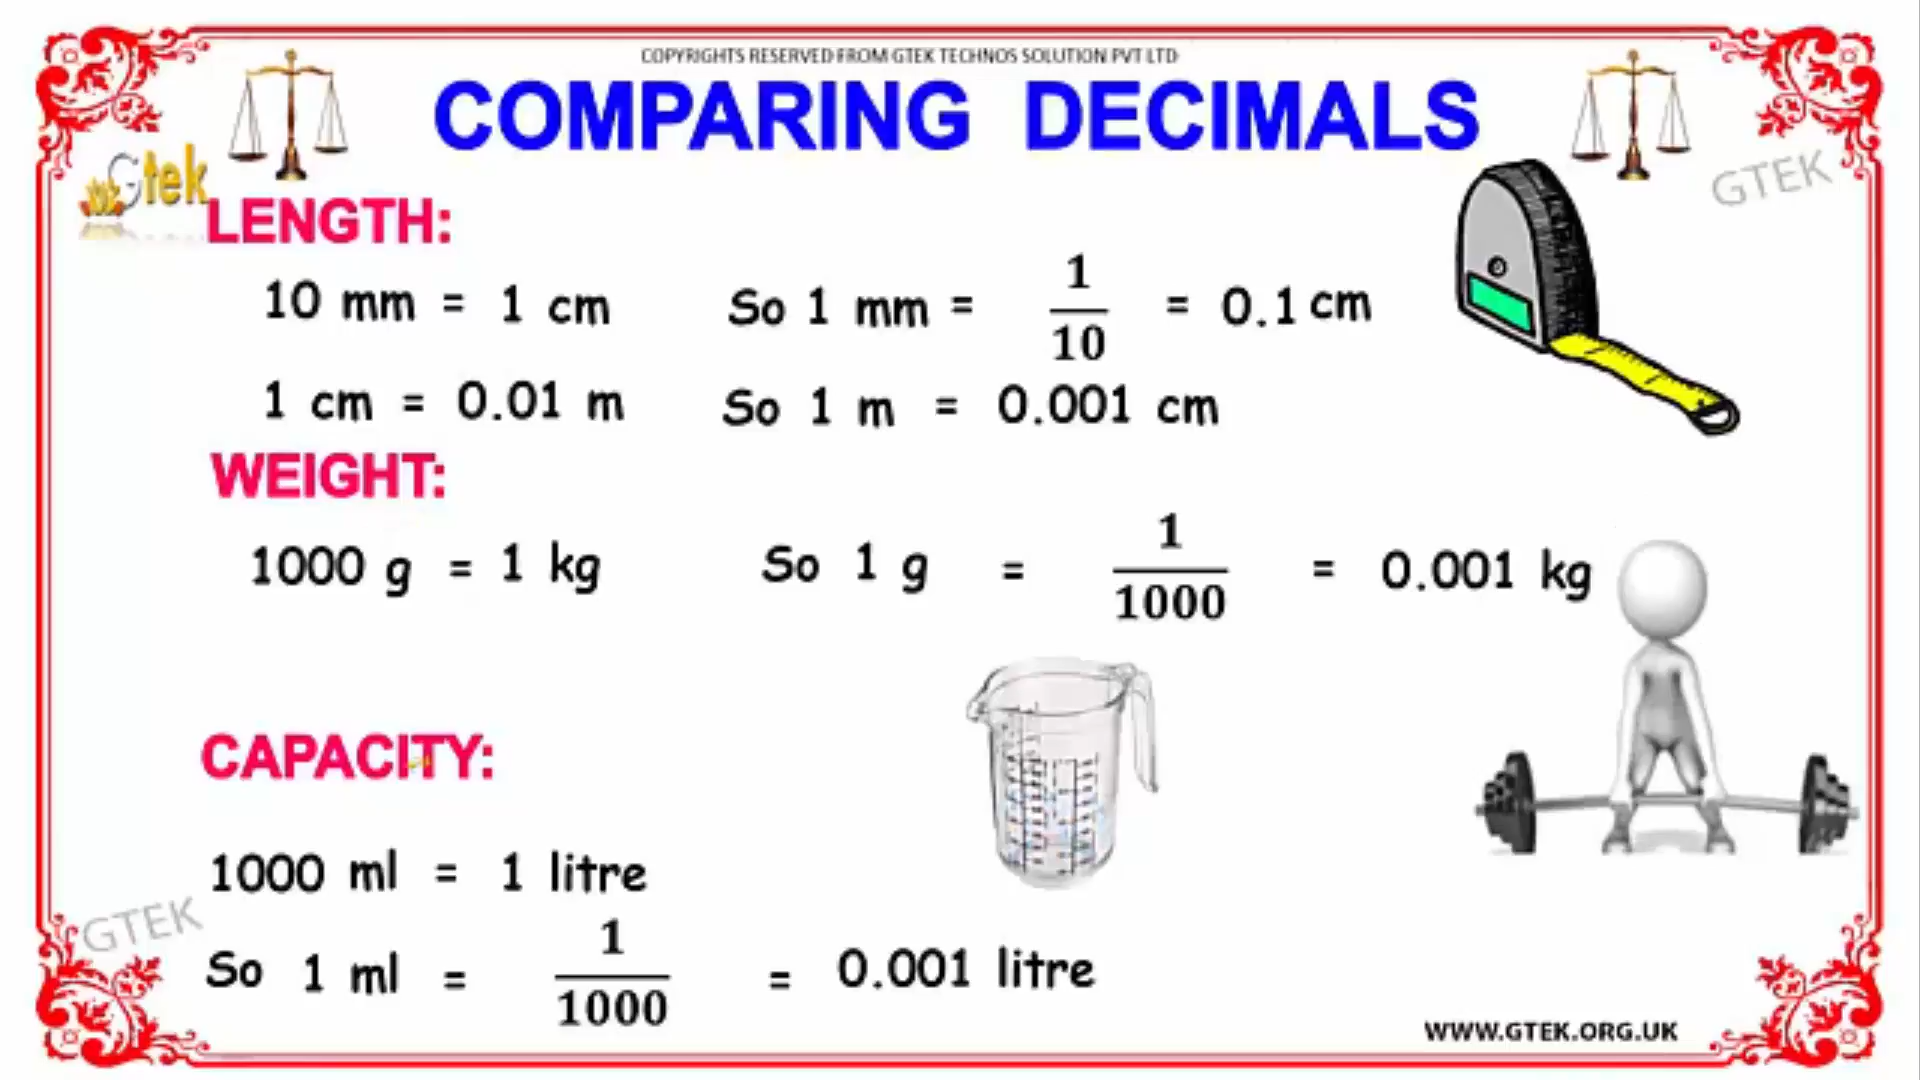 COPYRIGHTS RESERVED FROM GTEK TECHNOS SOLUTION PVT LTD
COMPARING DECIMALS
GTEK
Gtek
LENGTH:
10 mm = 1 cm So 1 mm = 1/10 = 0.1 cm
1 cm = 0.01 m So 1 m = 0.001 cm
WEIGHT:
1000 g = 1 kg So 1 g = 1/1000 = 0.001 kg
CAPACITY:
1000 ml = 1 litre
GTEK
So 1 ml = 1/1000 = 0.001 litre
WWW.GTEK.ORG.UK